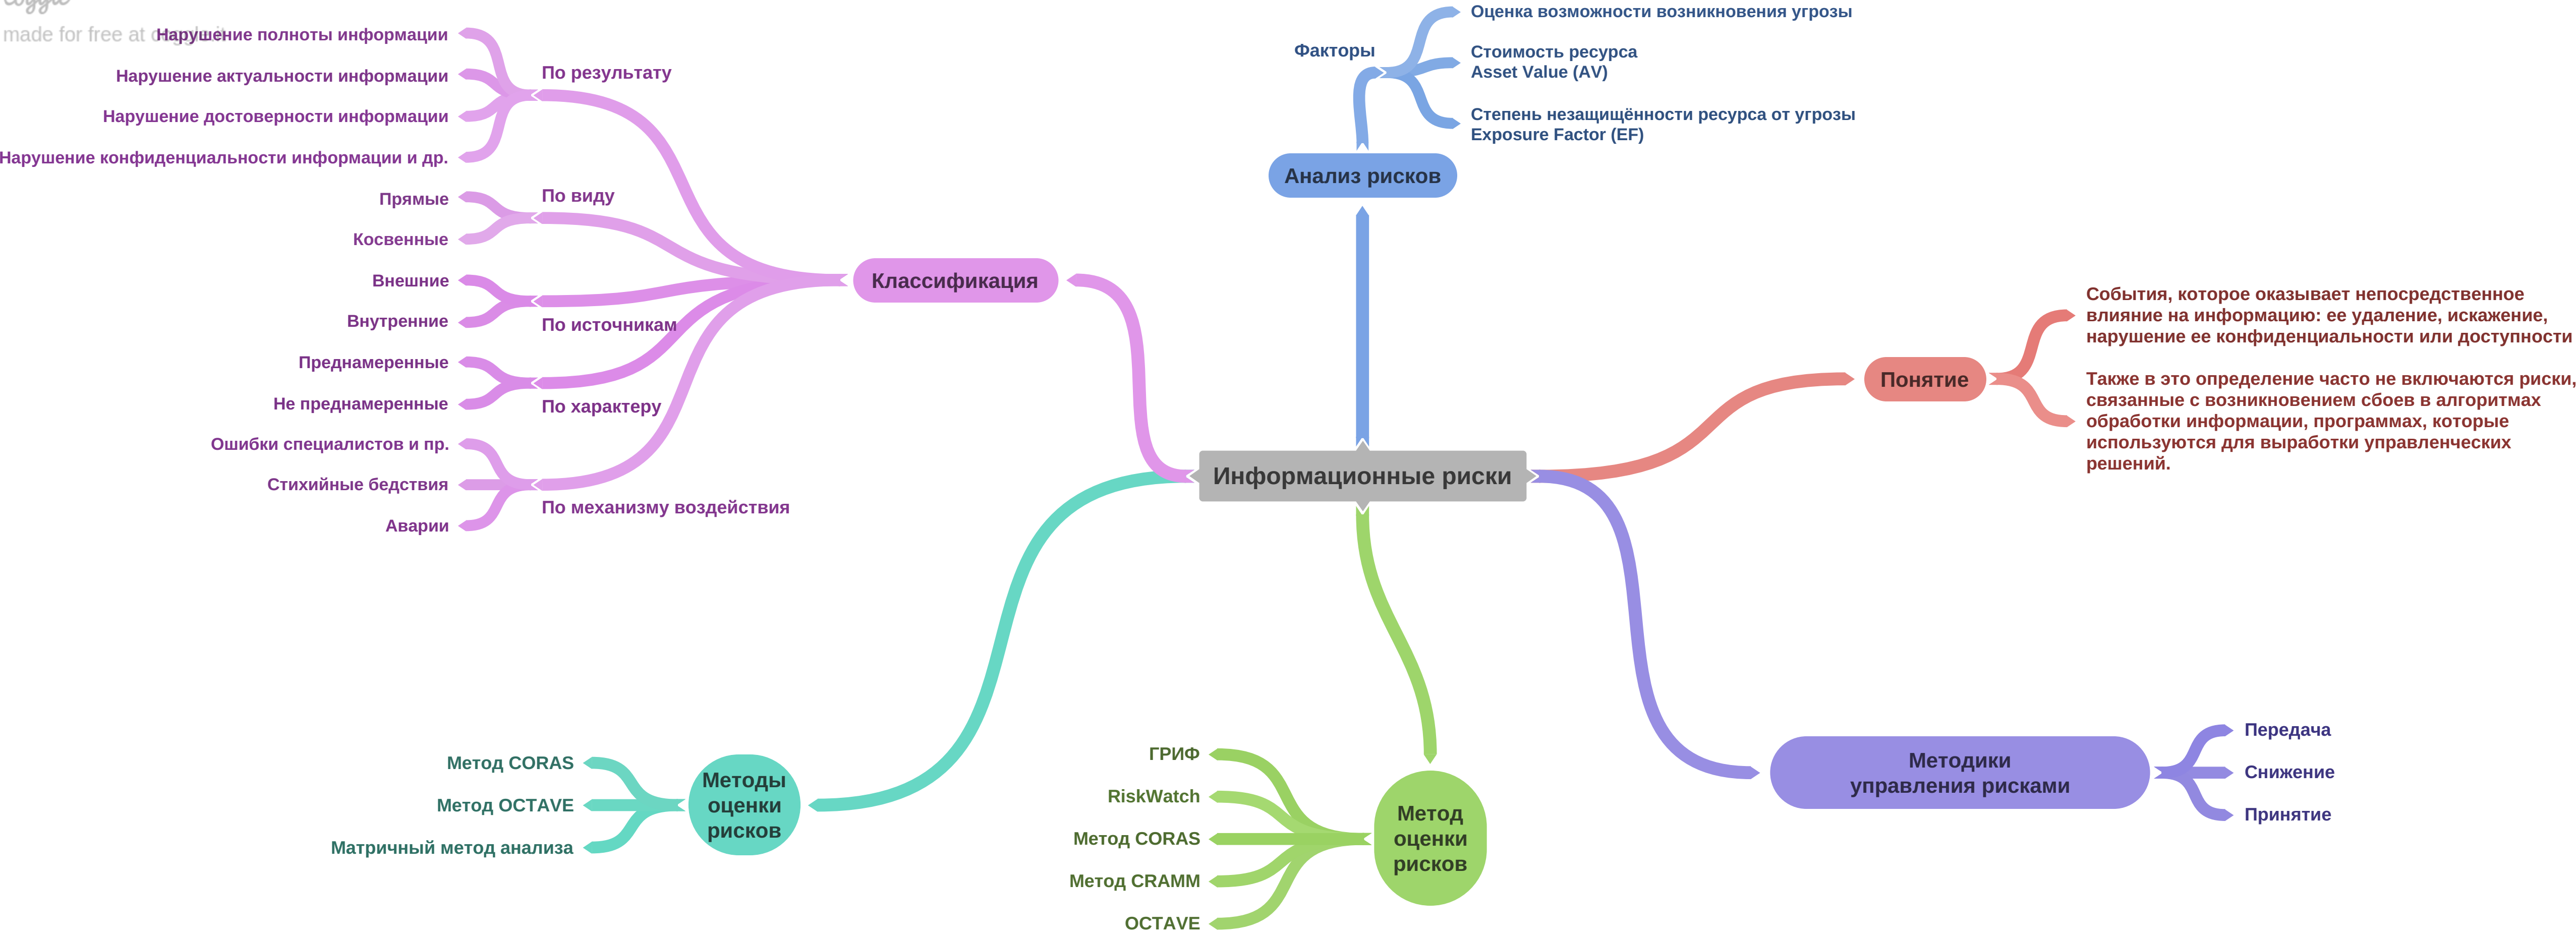 made for free at
Нарушение полноты информации
Нарушение актуальности информации
Нарушение достоверности информации
Нарушение конфиденциальности информации и др.
По результату
Прямые
Косвенные
По виду
Внешние
Внутренние
По источникам
Преднамеренные
Не преднамеренные
По характеру
Ошибки специалистов и пр.
Стихийные бедствия
Аварии
По механизму воздействия
Классификация
Факторы
Оценка возможности возникновения угрозы
Стоимость ресурса
Asset Value (AV)
Степень незащищённости ресурса от угрозы
Exposure Factor (EF)
Анализ рисков
Информационные риски
Понятие
События, которое оказывает непосредственное
влияние на информацию: ее удаление, искажение,
нарушение ее конфиденциальности или доступности
Также в это определение часто не включаются риски,
связанные с возникновением сбоев в алгоритмах
обработки информации, программах, которые
используются для выработки управленческих
решений.
Метод CORAS
Метод OCTAVE
Матричный метод анализа
Методы
оценки
рисков
ГРИФ
RiskWatch
Метод CORAS
Метод CRAMM
OCTAVE
Метод
оценки
рисков
Методики
управления рисками
Передача
Снижение
Принятие